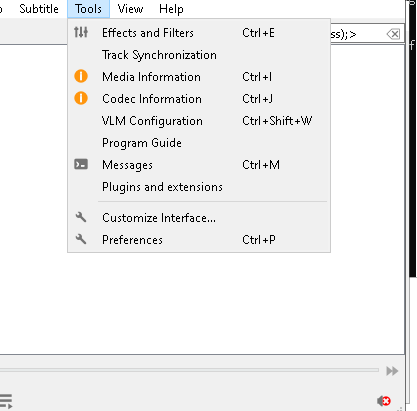 Subtitle Tools View Help
Effects and Filters Ctrl+E
ss);>
Track Synchronization
Media Information Ctrl+I
Codec Information Ctrl+J
VLM Configuration Ctrl+Shift+W
Program Guide
Messages Ctrl+M
Plugins and extensions
Customize Interface...
Preferences Ctrl+P